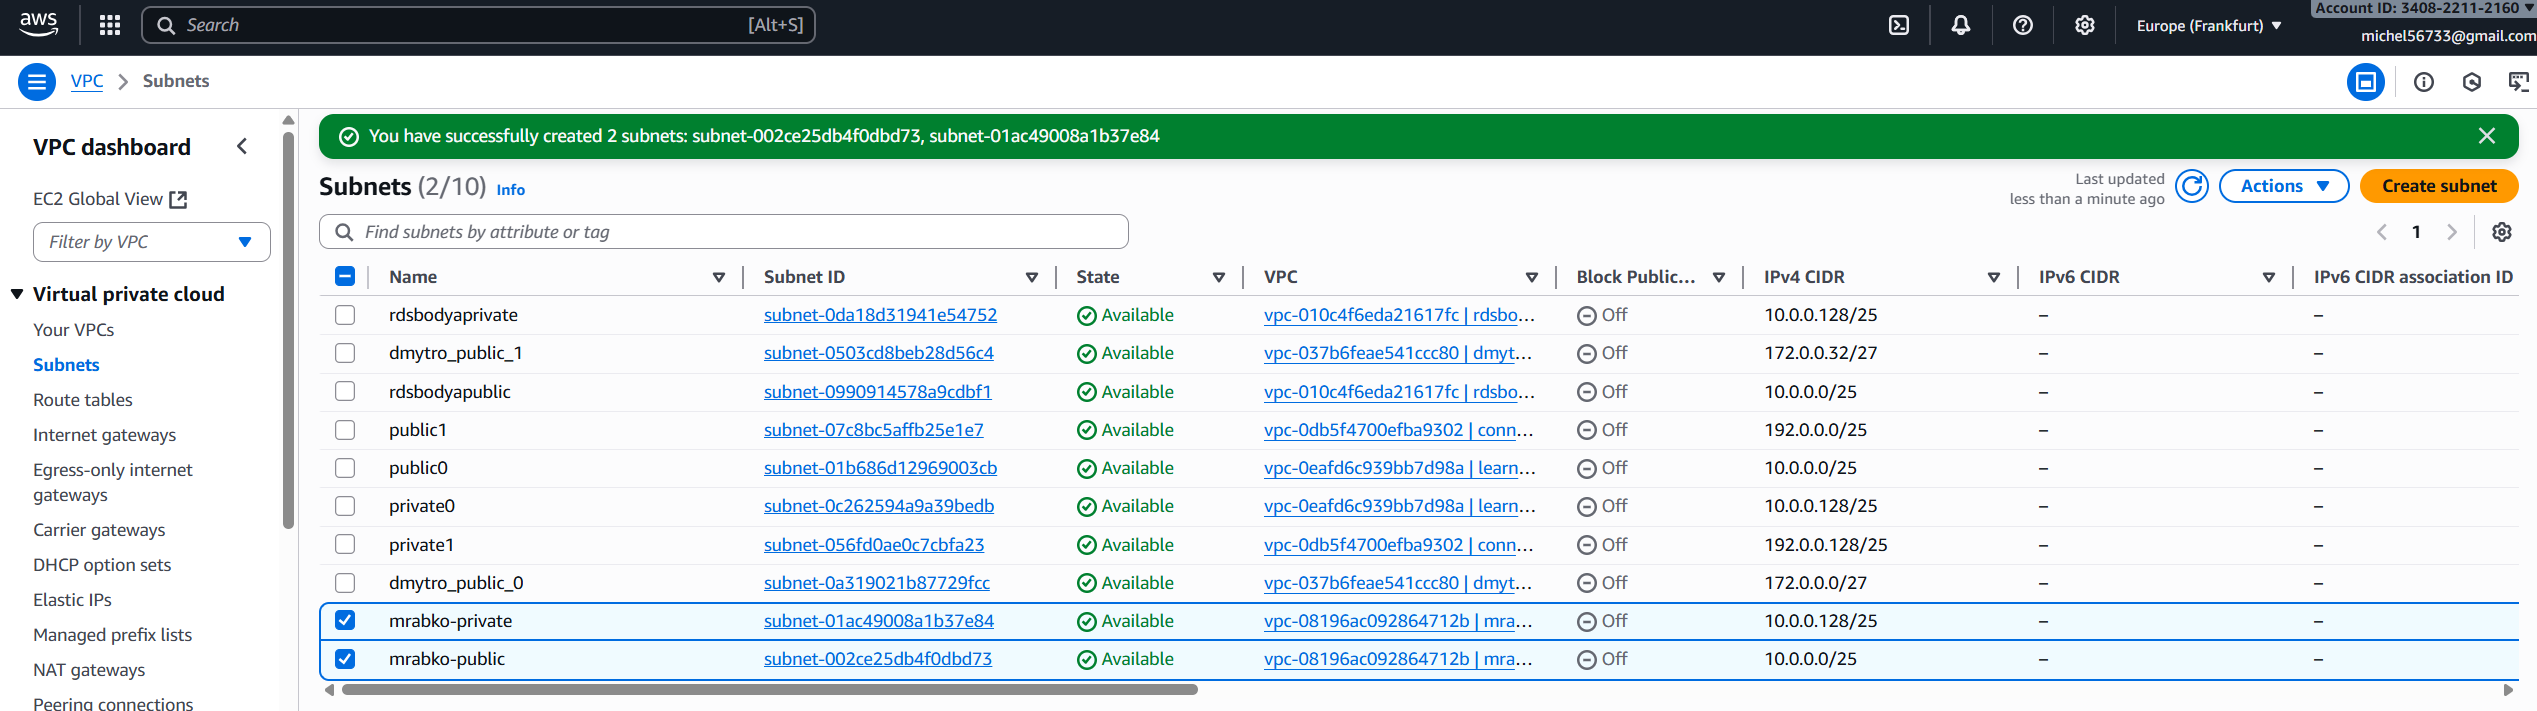 aws
Search [Alt+S]
Europe (Frankfurt)
Account ID: 3408-2211-2160
michel56733@gmail.com
VPC > Subnets
VPC dashboard
EC2 Global View
Filter by VPC
Virtual private cloud
Your VPCs
Subnets
Route tables
Internet gateways
Egress-only internet
gateways
Carrier gateways
DHCP option sets
Elastic IPs
Managed prefix lists
NAT gateways
Peering connections
You have successfully created 2 subnets: subnet-002ce25db4f0dbd73, subnet-01ac49008a1b37e84
Subnets (2/10) Info
Last updated
less than a minute ago
Actions
Create subnet
Find subnets by attribute or tag
1
Name Subnet ID State VPC Block Public... IPv4 CIDR IPv6 CIDR IPv6 CIDR association ID
rdsbodyaprivate subnet-0da18d31941e54752 Available vpc-010c4f6eda21617fc | rdsbo... Off 10.0.0.128/25 – –
dmytro_public_1 subnet-0503cd8beb28d56c4 Available vpc-037b6feae541ccc80 | dmyt... Off 172.0.0.32/27 – –
rdsbodyapublic subnet-0990914578a9cdbf1 Available vpc-010c4f6eda21617fc | rdsbo... Off 10.0.0.0/25 – –
public1 subnet-07c8bc5affb25e1e7 Available vpc-0db5f4700efba9302 | conn... Off 192.0.0.0/25 – –
public0 subnet-01b686d12969003cb Available vpc-0eafd6c939bb7d98a | learn... Off 10.0.0.0/25 – –
private0 subnet-0c262594a9a39bedb Available vpc-0eafd6c939bb7d98a | learn... Off 10.0.0.128/25 – –
private1 subnet-056fd0ae0c7cbfa23 Available vpc-0db5f4700efba9302 | conn... Off 192.0.0.128/25 – –
dmytro_public_0 subnet-0a319021b87729fcc Available vpc-037b6feae541ccc80 | dmyt... Off 172.0.0.0/27 – –
mrabko-private subnet-01ac49008a1b37e84 Available vpc-08196ac092864712b | mra... Off 10.0.0.128/25 – –
mrabko-public subnet-002ce25db4f0dbd73 Available vpc-08196ac092864712b | mra... Off 10.0.0.0/25 – –